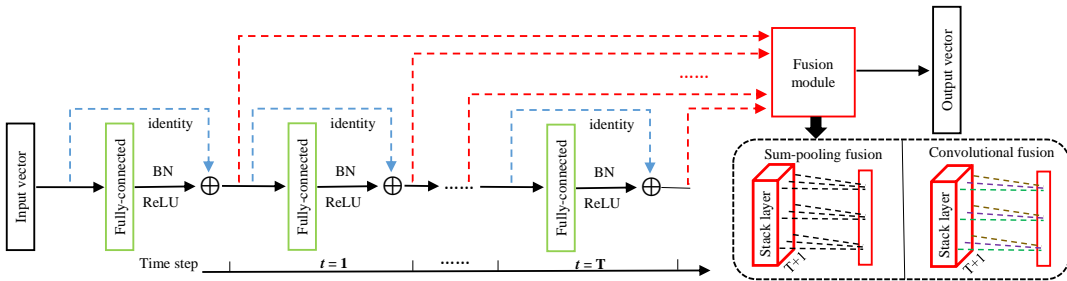 Input vector
Fully-connected
identity
BN
ReLU
Fully-connected
identity
BN
ReLU
......
Fully-connected
identity
BN
ReLU
......
Fusion
module
Output vector
Time step
t = 1
......
t = T
Sum-pooling fusion
Stack layer
T+1
Convolutional fusion
Stack layer
T+1